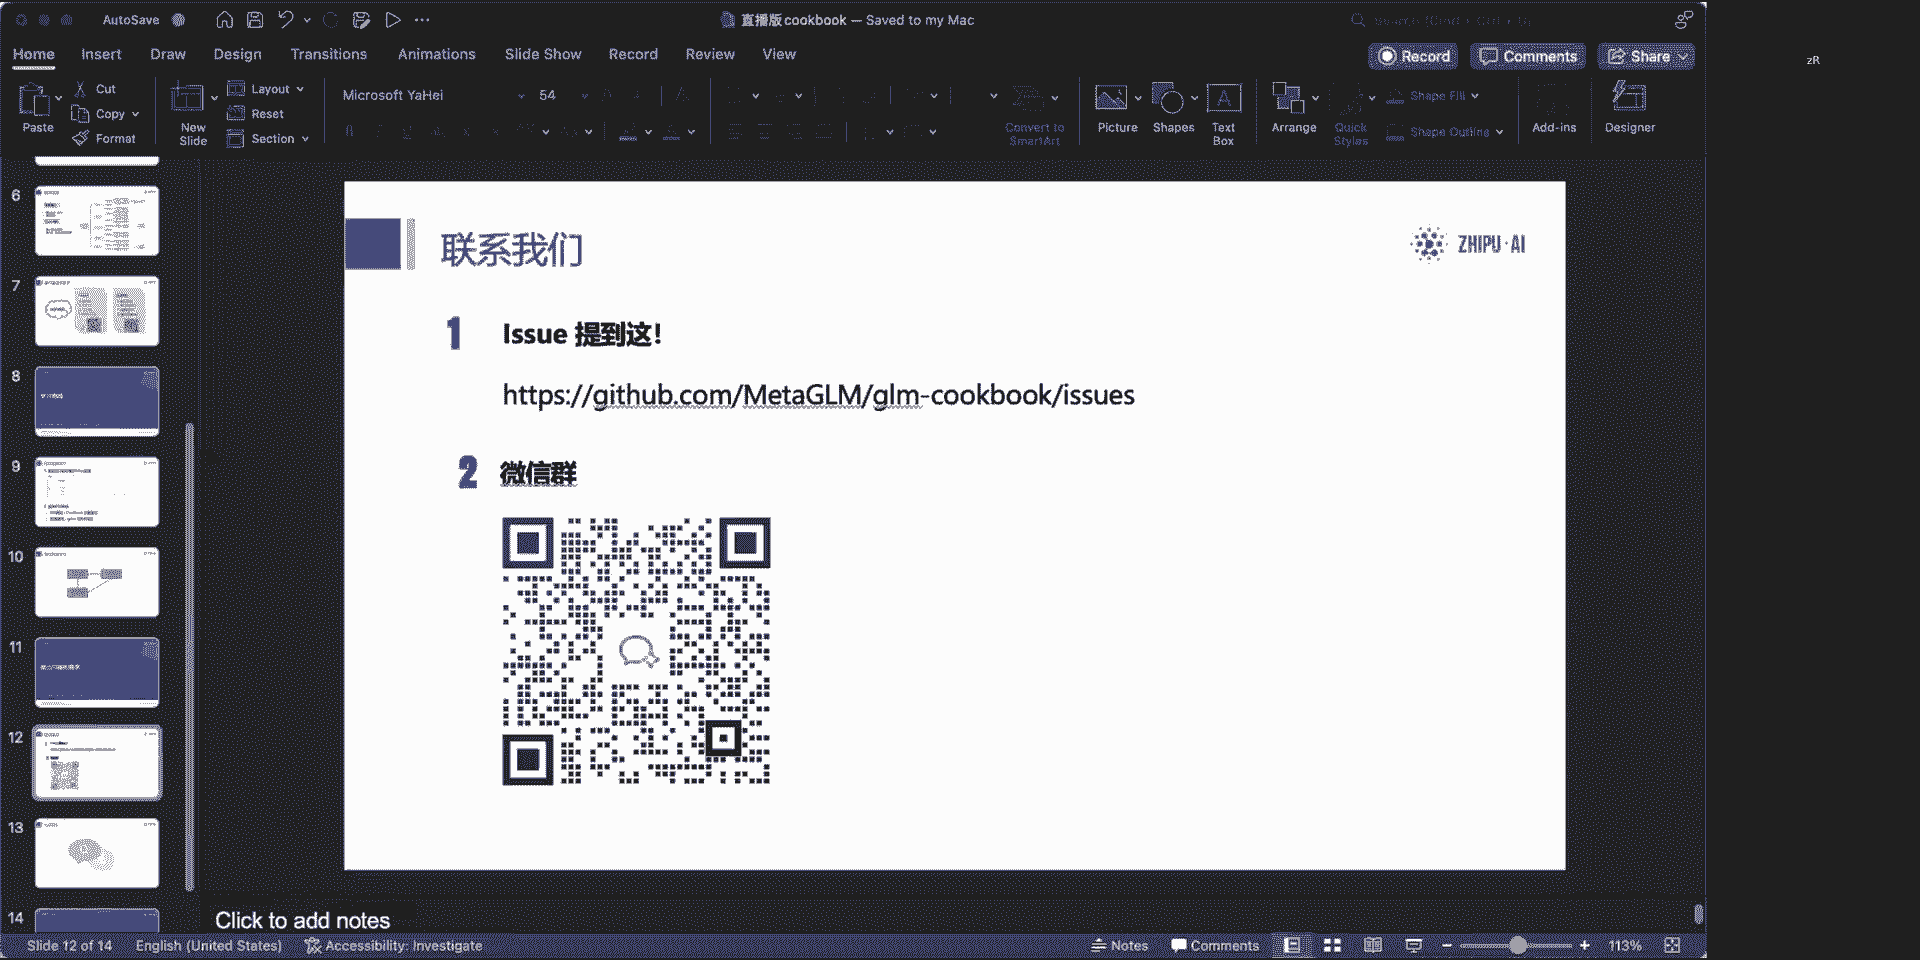 AutoSave
直播版cookbook — Saved to my Mac
Home Insert Draw Design Transitions Animations Slide Show Record Review View
Record Comments Share
zR
Paste
Cut
Copy
Format
New Slide
Layout
Reset
Section
Microsoft YaHei 54
Convert to SmartArt
Picture
Shapes
Text Box
Arrange
Quick Styles
Shape Fill
Shape Outline
Add-ins
Designer
6
7
8
9
10
11
12
13
14
联系我们
ZHIPU·AI
1 Issue 提到这!
https://github.com/MetaGLM/glm-cookbook/issues
2 微信群
Click to add notes
Slide 12 of 14 English (United States) Accessibility: Investigate
Notes Comments 113%